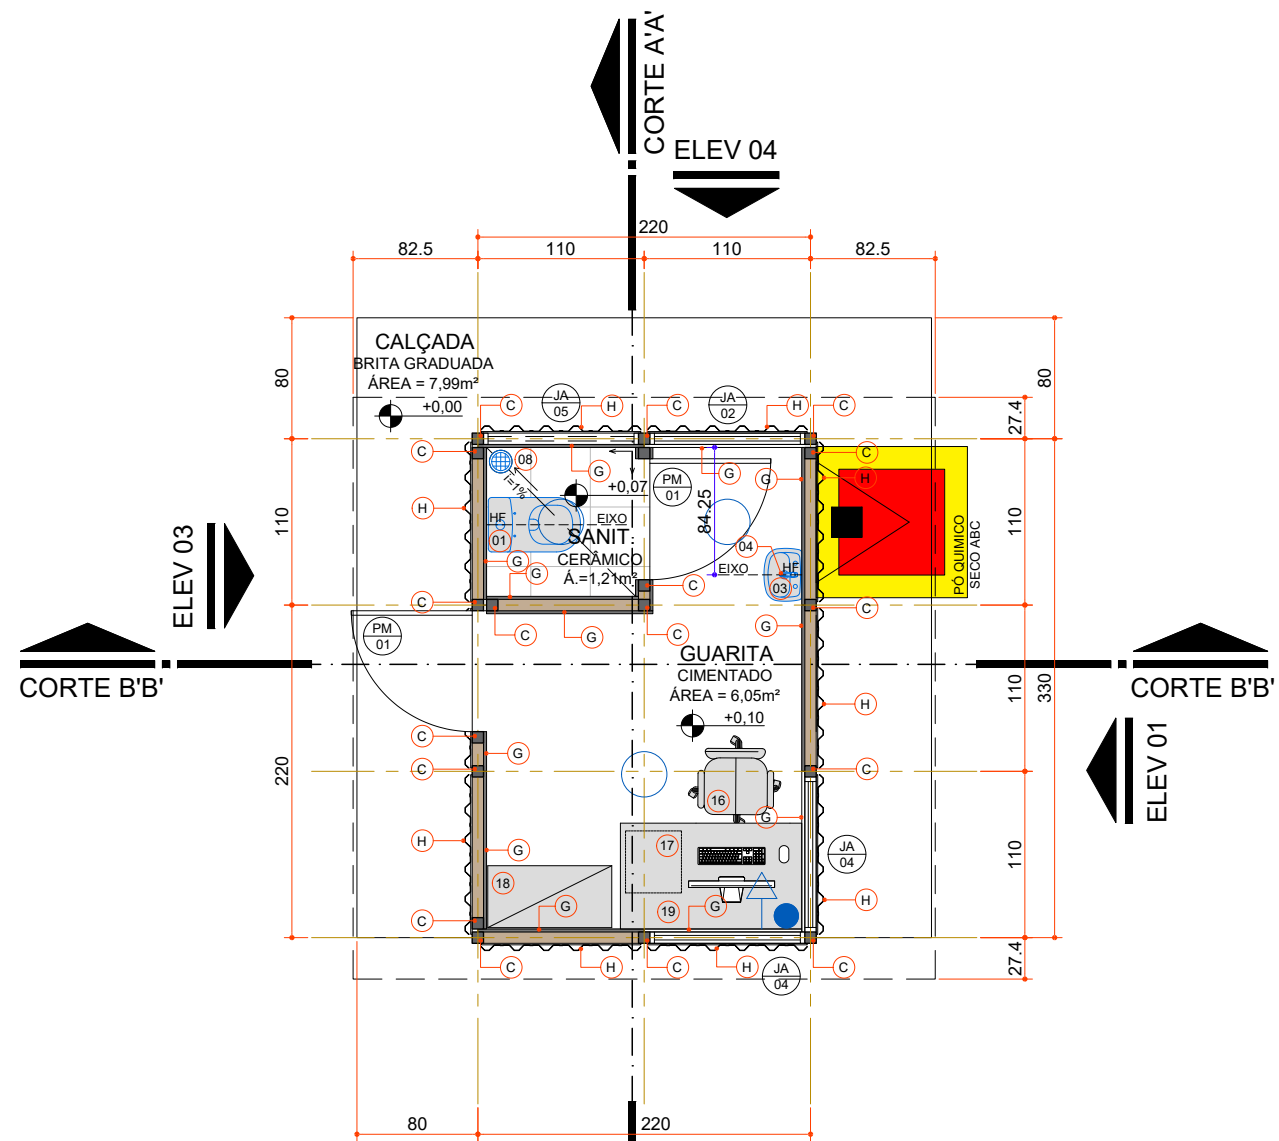 CORTE A'A'
ELEV 04
220
82.5
110
110
82.5
80
80
CALÇADA
BRITA GRADUADA
ÁREA = 7,99m²
+0,00
27.4
C
JA
05
H
C
JA
02
H
C
C
08
G
G
C
i=1%
+0,07
PM
01
H
H
110
110
84.25
HF
EIXO
01
SANIT.
CERÂMICO
Á.=1,21m²
04
EIXO
HF
03
PÓ QUIMICO
SECO ABC
G
G
C
C
C
ELEV 03
PM
01
C
G
C
G
GUARITA
CIMENTADO
ÁREA = 6,05m²
+0,10
CORTE B'B'
CORTE B'B'
110
330
H
C
G
C
C
ELEV 01
220
16
G
H
G
17
JA
04
110
18
G
19
G
H
C
C
H
C
H
JA
04
C
27.4
80
220